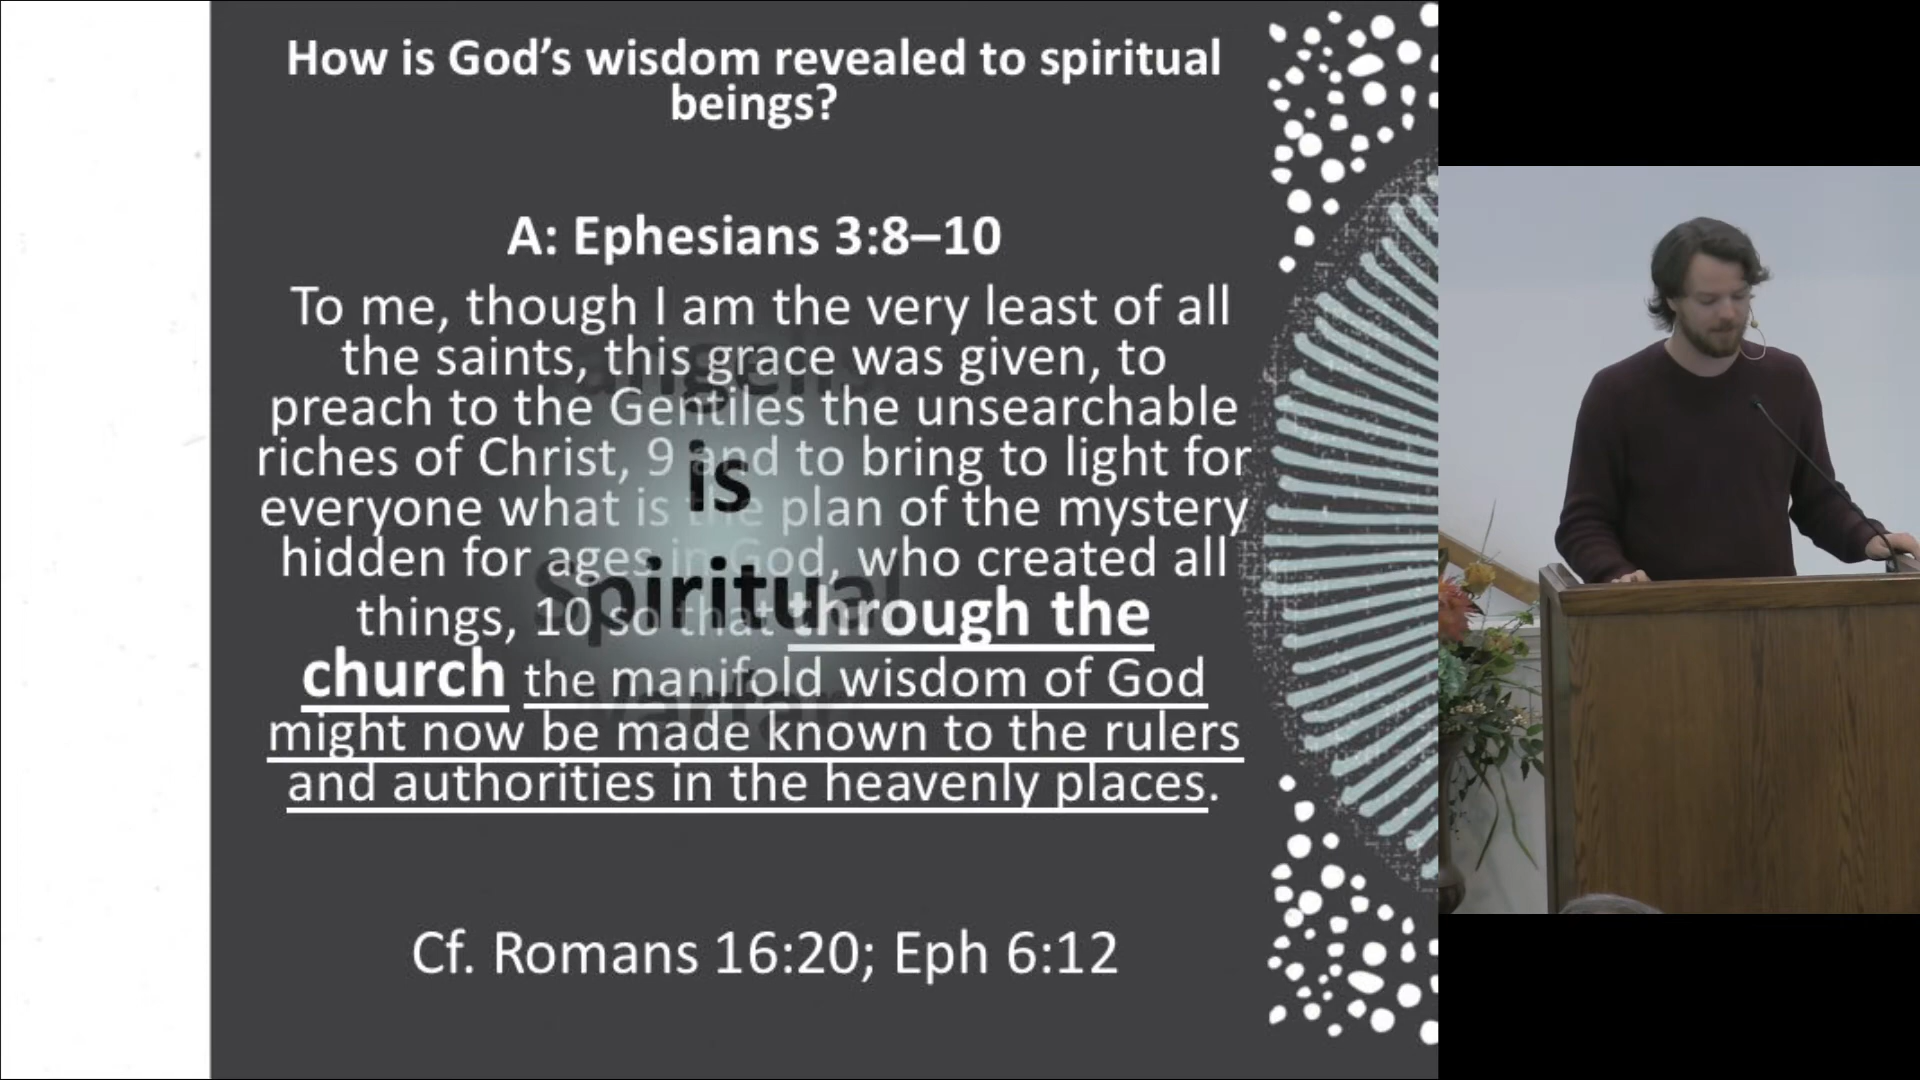 How is God’s wisdom revealed to spiritual
beings?
A: Ephesians 3:8–10
To me, though I am the very least of all
the saints, this grace was given, to
preach to the Gentiles the unsearchable
riches of Christ, 9 and to bring to light for
everyone what is the plan of the mystery
hidden for ages in God, who created all
things, 10 so that through the
church the manifold wisdom of God
might now be made known to the rulers
and authorities in the heavenly places.
Cf. Romans 16:20; Eph 6:12
is
Spiritual